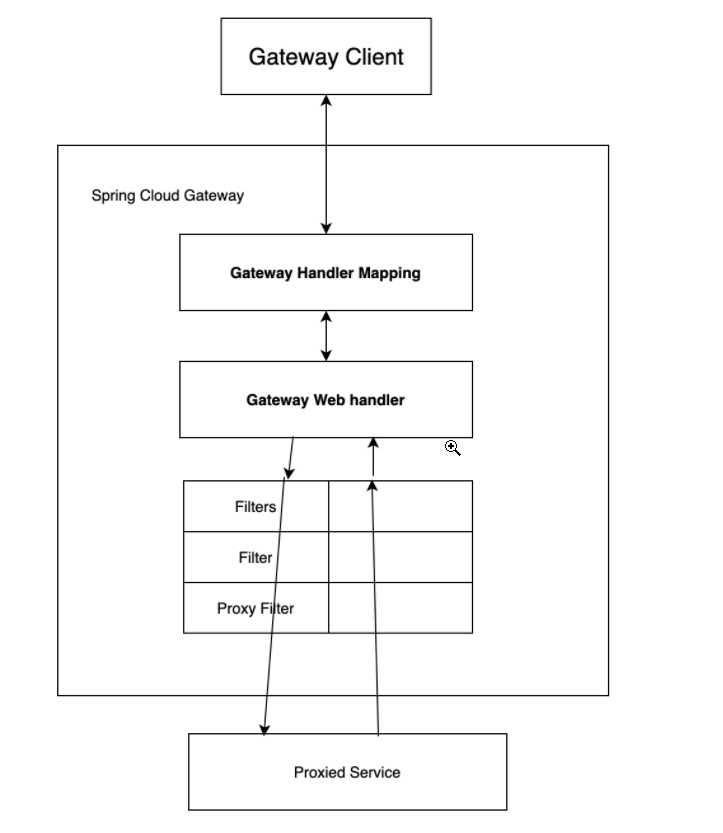 Gateway Client
Spring Cloud Gateway
Gateway Handler Mapping
Gateway Web handler
Filters
Filter
Proxy Filter
Proxied Service